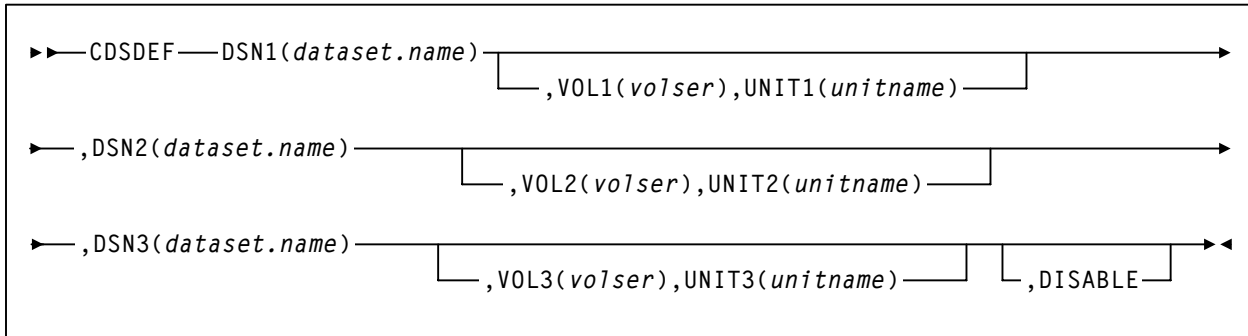 CDSDEF DSN1(dataset.name)
,VOL1(volser),UNIT1(unitname)
,DSN2(dataset.name)
,VOL2(volser),UNIT2(unitname)
,DSN3(dataset.name)
,VOL3(volser),UNIT3(unitname) ,DISABLE